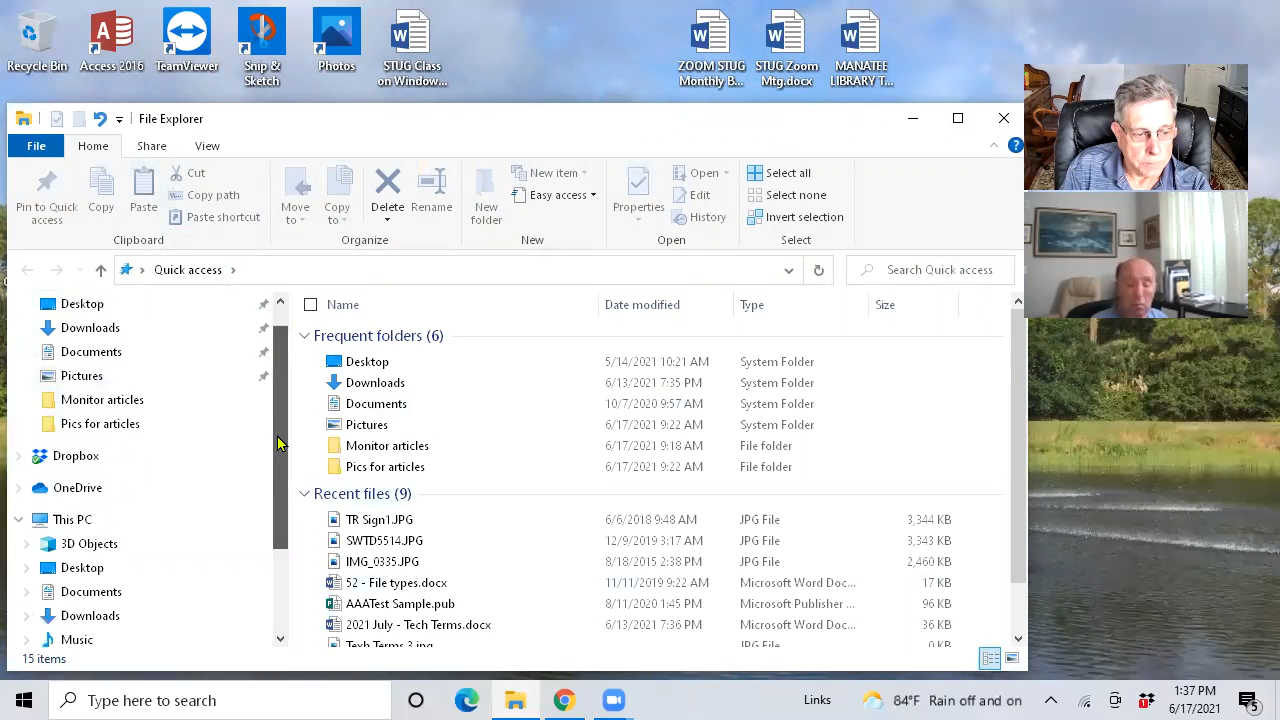 Recycle Bin
Access 2016
TeamViewer
Snip &
Sketch
Photos
STUG Class
on Window...
ZOOM STUG
Monthly B...
STUG Zoom
Mtg.docx
MANATEE
LIBRARY T...
File Explorer
File Home Share View
Pin to Quick
access
Copy
Paste
Cut
Copy path
Paste shortcut
Clipboard
Move
to
Copy
to
Delete
Rename
Organize
New
folder
New item
Easy access
New
Properties
Open
Edit
History
Open
Select all
Select none
Invert selection
Select
Quick access
Search Quick access
Desktop
Downloads
Documents
Pictures
Monitor articles
Pics for articles
Dropbox
OneDrive
This PC
3D Objects
Desktop
Documents
Downloads
Music
Name Date modified Type Size
Frequent folders (6)
Desktop 5/14/2021 10:21 AM System Folder
Downloads 6/13/2021 7:35 PM System Folder
Documents 10/7/2020 9:57 AM System Folder
Pictures 6/17/2021 9:22 AM System Folder
Monitor articles 6/17/2021 9:18 AM File folder
Pics for articles 6/17/2021 9:22 AM File folder
Recent files (9)
TR Sign1.JPG 6/6/2018 9:48 AM JPG File 3,344 KB
SWTD5514.JPG 12/9/2019 3:17 AM JPG File 3,343 KB
IMG_0335.JPG 8/18/2015 2:38 PM JPG File 2,460 KB
52 - File types.docx 11/11/2019 9:22 AM Microsoft Word Doc... 17 KB
AAATest Sample.pub 8/11/2020 1:45 PM Microsoft Publisher ... 96 KB
2021 July - Tech Terms.docx 6/13/2021 7:36 PM Microsoft Word Doc... 36 KB
15 items
Type here to search
Links
84°F Rain off and on
1:37 PM
6/17/2021
5